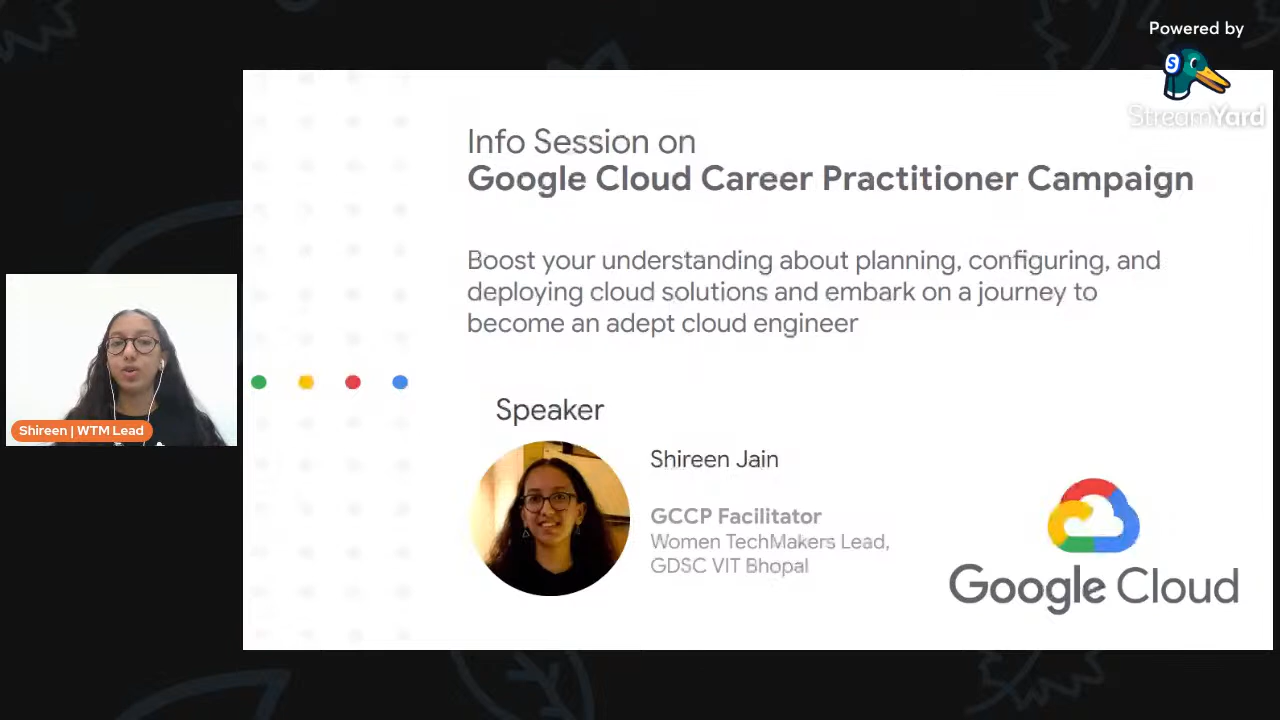 Powered by
StreamYard
Info Session on
Google Cloud Career Practitioner Campaign
Boost your understanding about planning, configuring, and
deploying cloud solutions and embark on a journey to
become an adept cloud engineer
Shireen | WTM Lead
Speaker
Shireen Jain
GCCP Facilitator
Women TechMakers Lead,
GDSC VIT Bhopal
Google Cloud